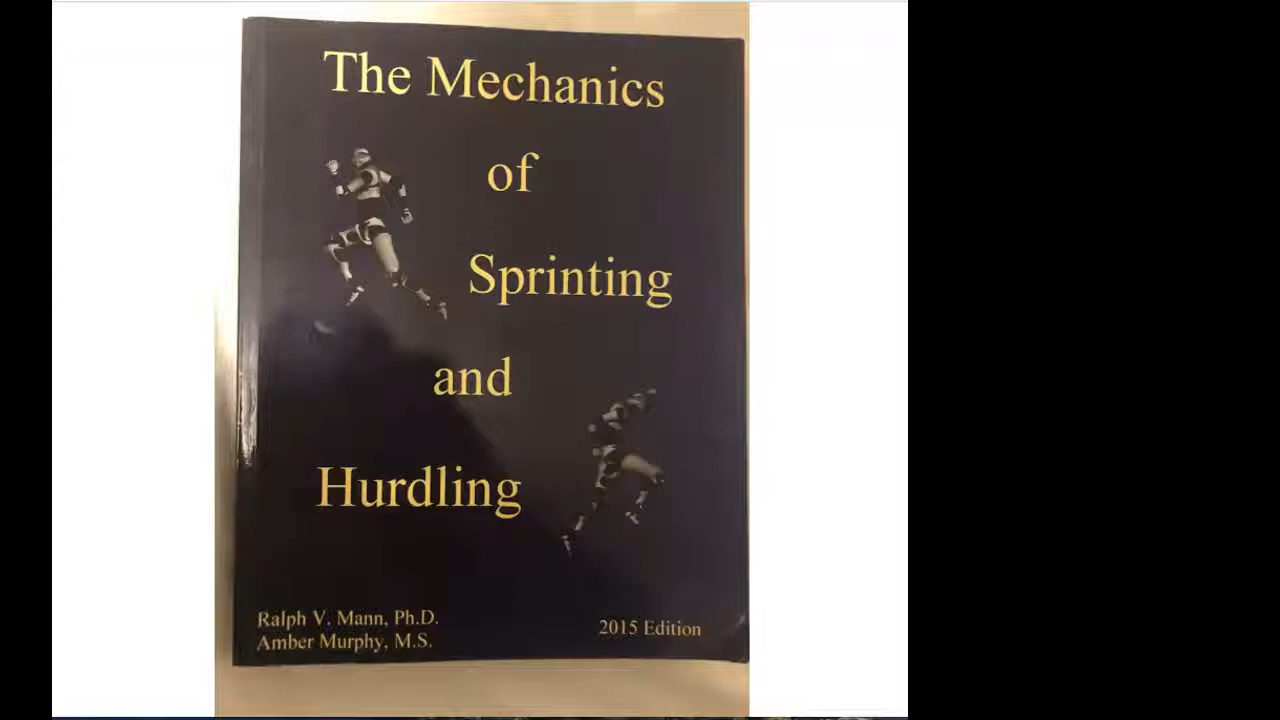 The Mechanics
of
Sprinting
and
Hurdling
Ralph V. Mann, Ph.D.
Amber Murphy, M.S.
2015 Edition